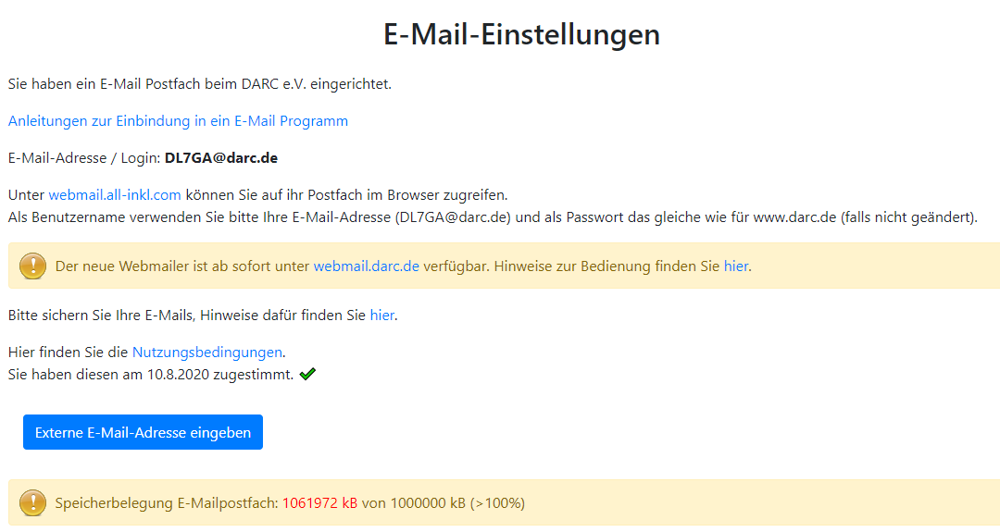 E-Mail-Einstellungen
Sie haben ein E-Mail Postfach beim DARC e.V. eingerichtet.
Anleitungen zur Einbindung in ein E-Mail Programm
E-Mail-Adresse / Login: DL7GA@darc.de
Unter webmail.all-inkl.com können Sie auf ihr Postfach im Browser zugreifen.
Als Benutzername verwenden Sie bitte Ihre E-Mail-Adresse (DL7GA@darc.de) und als Passwort das gleiche wie für www.darc.de (falls nicht geändert).
Der neue Webmailer ist ab sofort unter webmail.darc.de verfügbar. Hinweise zur Bedienung finden Sie hier.
Bitte sichern Sie Ihre E-Mails, Hinweise dafür finden Sie hier.
Hier finden Sie die Nutzungsbedingungen.
Sie haben diesen am 10.8.2020 zugestimmt.
Externe E-Mail-Adresse eingeben
Speicherbelegung E-Mailpostfach: 1061972 kB von 1000000 kB (>100%)